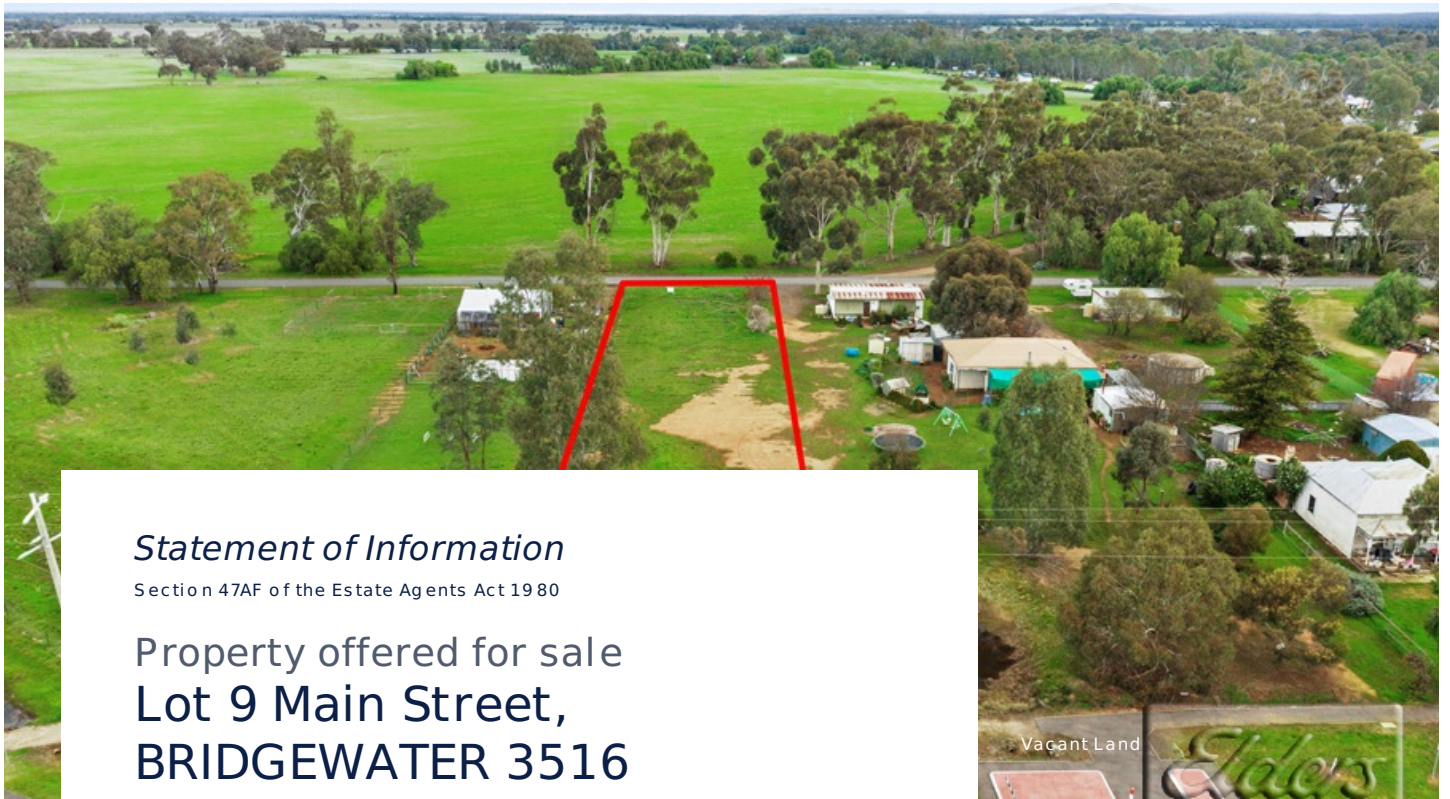 Statement of Information
Section 47AF of the Estate Agents Act 1980
Property offered for sale
Lot 9 Main Street,
BRIDGEWATER 3516
Vacant Land
Elders